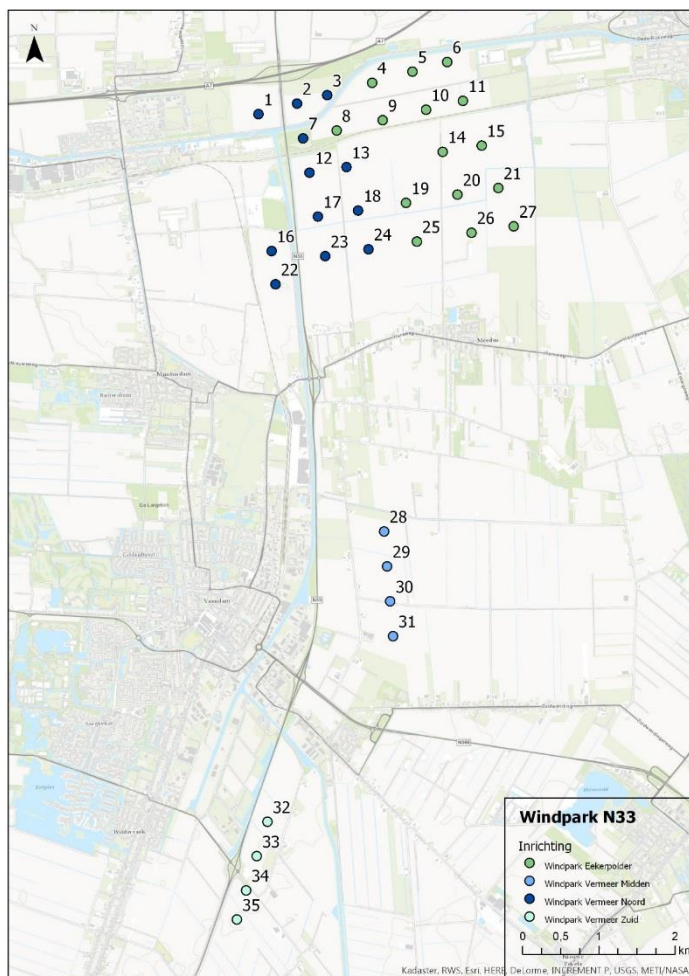 N
1
2
3
4
5
6
7
8
9
10
11
12
13
14
15
16
17
18
19
20
21
22
23
24
25
26
27
N33
Meeden
Muntendam
28
29
30
31
Veendam
N33
32
33
34
35
Windpark N33
Inrichting
Windpark Eekerpolder
Windpark Vermeer Midden
Windpark Vermeer Noord
Windpark Vermeer Zuid
0 0,5 1 2
km
Kadaster, RWS, Esri, HERE, DeLorme, INCREMENT P, USGS, METI/NASA